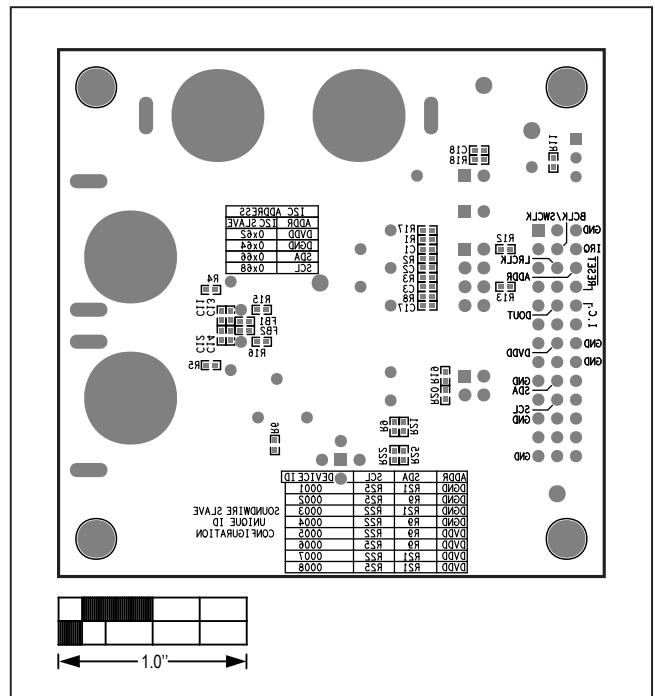 C18
R18
R11
BCLK/SWCLK
GND
I2C ADDRESS
ADDR I2C SLAVE
DVDD 0x62
DGND 0x64
SDA 0x66
SCL 0x68
R17
R1
C1
R2
C2
R3
C3
R8
C17
R12
R13
IRQ
LRCLK
RESET
ADDR
I.C.
DOUT
GND
DVDD
GND
GND
SDA
SCL
GND
GND
R4
C11
C13
R15
FB1
FB2
C12
C14
R16
R5
R19
R20
R6
R9
R21
R22
R25
SOUNDWIRE SLAVE
UNIQUE ID
CONFIGURATION
ADDR SDA SCL DEVICE ID
DGND R21 R25 0001
DGND R9 R25 0002
DGND R21 R22 0003
DGND R9 R22 0004
DVDD R9 R22 0005
DVDD R9 R25 0006
DVDD R21 R22 0007
DVDD R21 R25 0008
1.0"